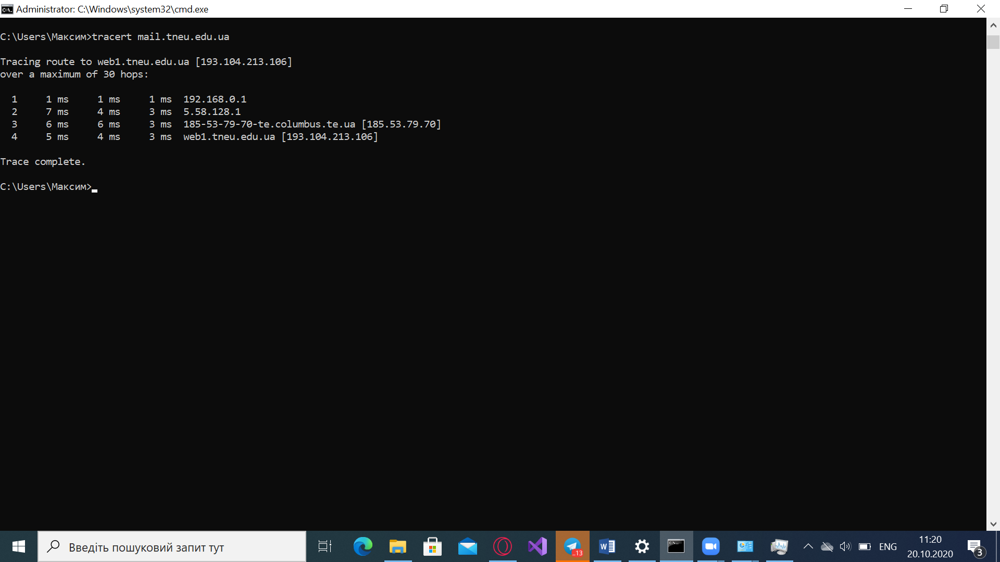 Administrator: C:\Windows\system32\cmd.exe
C:\Users\Максим>tracert mail.tneu.edu.ua
Tracing route to web1.tneu.edu.ua [193.104.213.106]
over a maximum of 30 hops:
1 1 ms 1 ms 1 ms 192.168.0.1
2 7 ms 4 ms 3 ms 5.58.128.1
3 6 ms 6 ms 3 ms 185-53-79-70-te.columbus.te.ua [185.53.79.70]
4 5 ms 4 ms 3 ms web1.tneu.edu.ua [193.104.213.106]
Trace complete.
C:\Users\Максим>
Введіть пошуковий запит тут
..13
ENG
11:20
20.10.2020
3